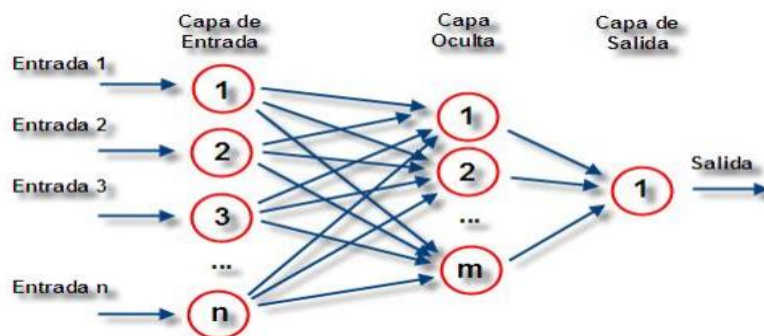 Capa de
Entrada
Capa
Oculta
Capa de
Salida
Entrada 1
1
Entrada 2
2
Entrada 3
3
...
Entrada n
n
1
2
...
m
1
Salida